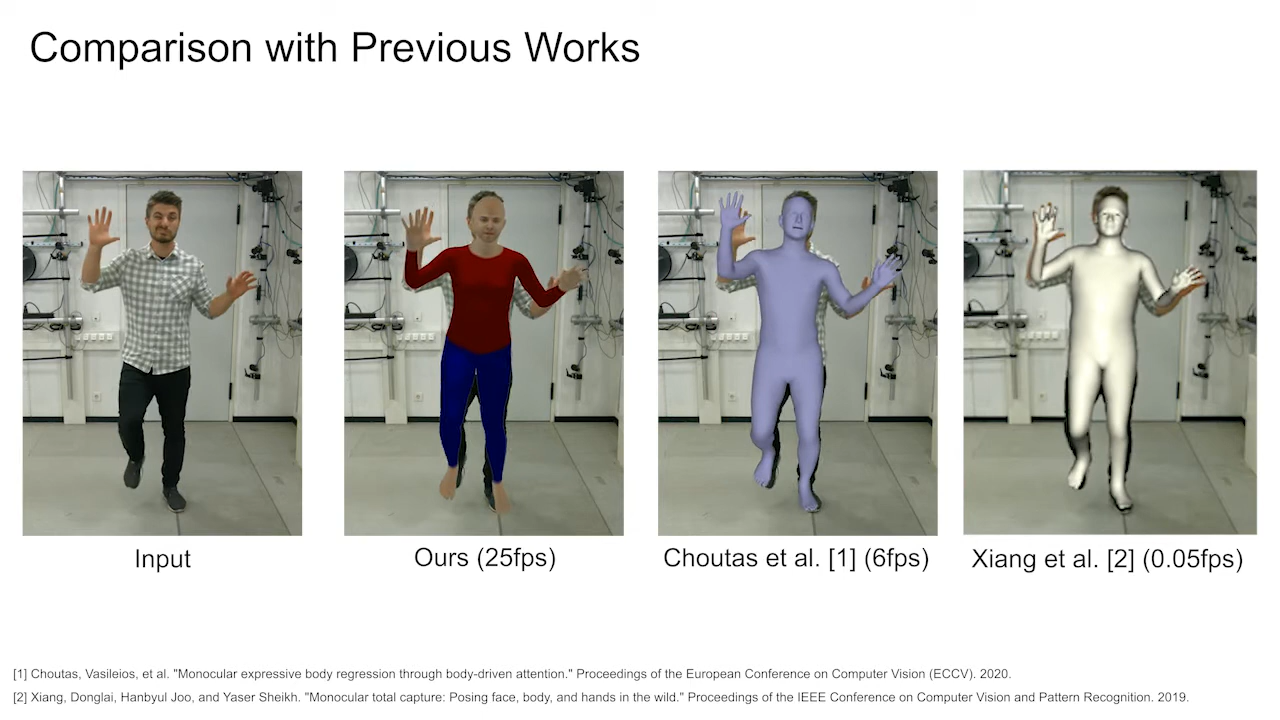 Comparison with Previous Works
Input
Ours (25fps)
Choutas et al. [1] (6fps)
Xiang et al. [2] (0.05fps)
[1] Choutas, Vasileios, et al. "Monocular expressive body regression through body-driven attention." Proceedings of the European Conference on Computer Vision (ECCV). 2020.
[2] Xiang, Donglai, Hanbyul Joo, and Yaser Sheikh. "Monocular total capture: Posing face, body, and hands in the wild." Proceedings of the IEEE Conference on Computer Vision and Pattern Recognition. 2019.